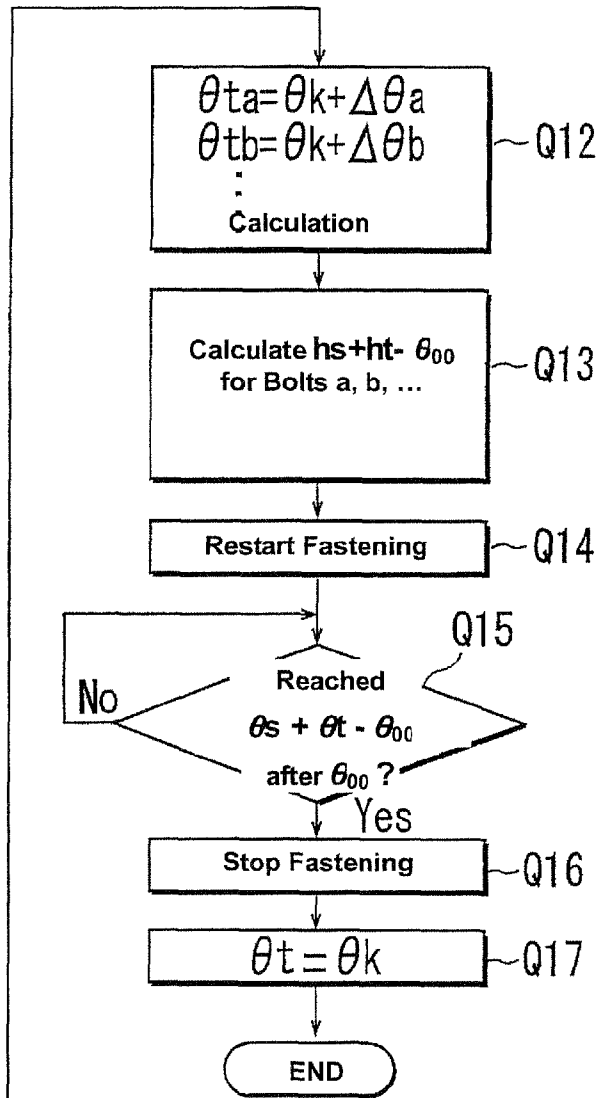 θta=θk+Δθa
θtb=θk+Δθb
⋮
Calculation
Q12
Calculate hs+ht- θ₀₀
for Bolts a, b, ...
Q13
Restart Fastening
Q14
Q15
Reached
θs + θt - θ₀₀
after θ₀₀ ?
No
Yes
Stop Fastening
Q16
θt=θk
Q17
END